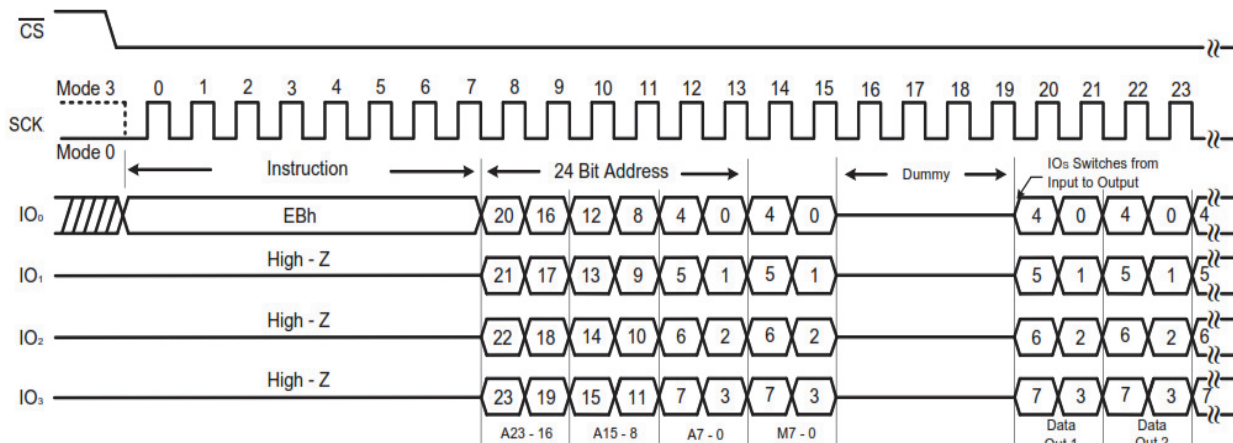 CS
Mode 3 0 1 2 3 4 5 6 7 8 9 10 11 12 13 14 15 16 17 18 19 20 21 22 23
SCK
Mode 0
Instruction 24 Bit Address Dummy IOs Switches from
Input to Output
IO₀ EBh 20 16 12 8 4 0 4 0 4 0 4 0 4
High - Z
IO₁ 21 17 13 9 5 1 5 1 5 1 5 1 5
High - Z
IO₂ 22 18 14 10 6 2 6 2 6 2 6 2 6
High - Z
IO₃ 23 19 15 11 7 3 7 3 7 3 7 3 7
A23 - 16 A15 - 8 A7 - 0 M7 - 0 Data Data
Out 1 Out 2